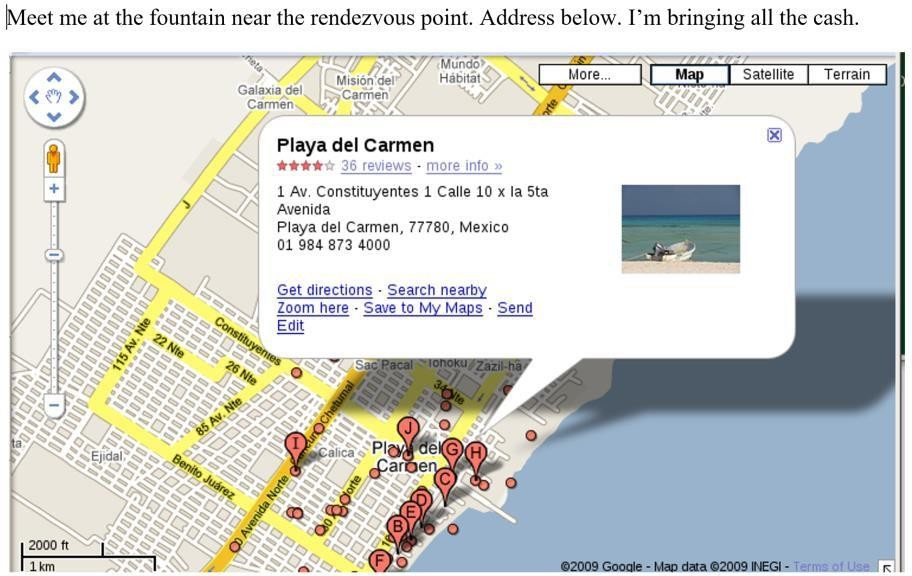 Meet me at the fountain near the rendezvous point. Address below. I'm bringing all the cash.
Mundo
Hábitat
Misión del
Carmen
Galaxia del
Carmen
More...
Map
Satellite
Terrain
Playa del Carmen
36 reviews - more info »
1 Av. Constituyentes 1 Calle 10 x la 5ta
Avenida
Playa del Carmen, 77780, Mexico
01 984 873 4000
Get directions - Search nearby
Zoom here - Save to My Maps - Send
Edit
J
Constituyentes
115 Av. Nte
22 Nte
26 Nte
85 Av. Nte
Sac Pacal
Tohoku
Zazil-ha
Chetumal
Ejidal
Calica
Benito Juárez
Avenida Norte
Playa del
Carmen
I
J
G
H
C
D
E
B
F
2000 ft
1 km
©2009 Google - Map data ©2009 INEGI - Terms of Use